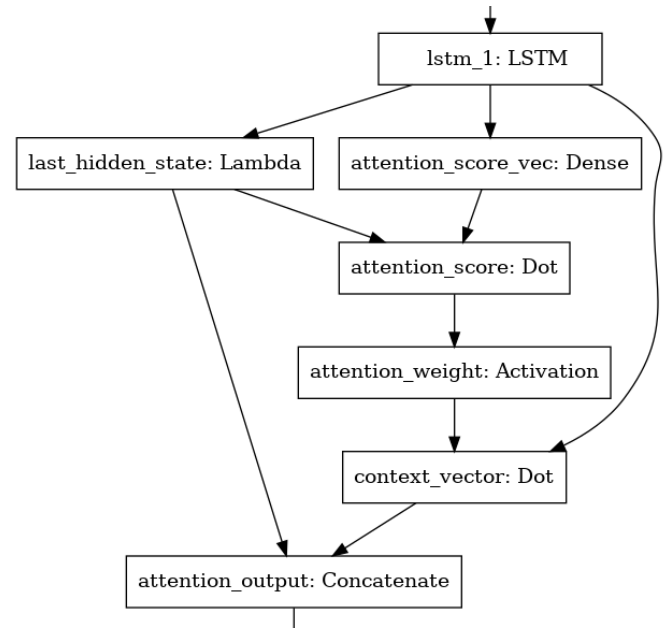 lstm_1: LSTM
last_hidden_state: Lambda
attention_score_vec: Dense
attention_score: Dot
attention_weight: Activation
context_vector: Dot
attention_output: Concatenate